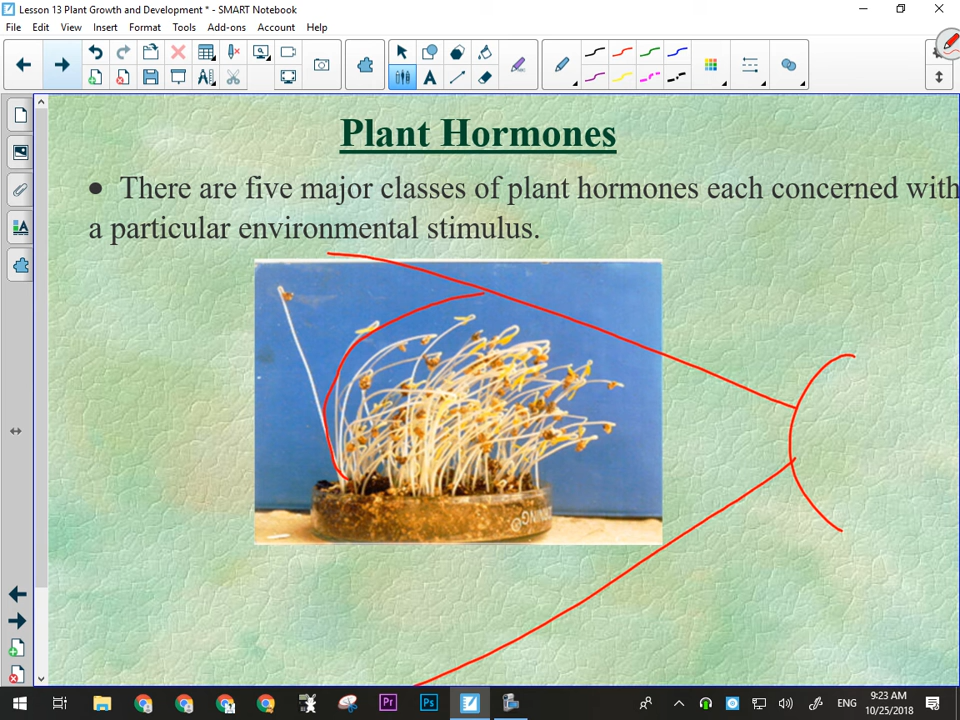 Lesson 13 Plant Growth and Development * - SMART Notebook
File Edit View Insert Format Tools Add-ons Account Help
Plant Hormones
• There are five major classes of plant hormones each concerned with
a particular environmental stimulus.
Pr Ps
ENG
9:23 AM
10/25/2018